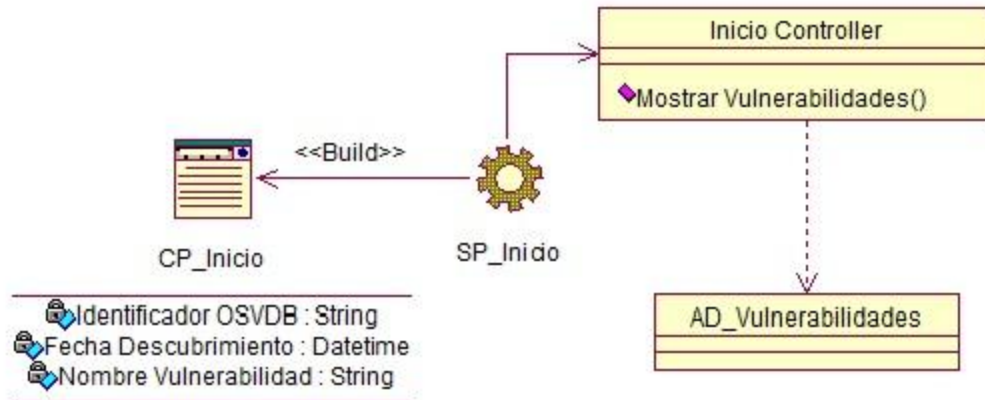 Inicio Controller
Mostrar Vulnerabilidades()
<<Build>>
CP_Inicio
SP_Inicio
Identificador OSVDB : String
Fecha Descubrimiento : Datetime
Nombre Vulnerabilidad : String
AD_Vulnerabilidades